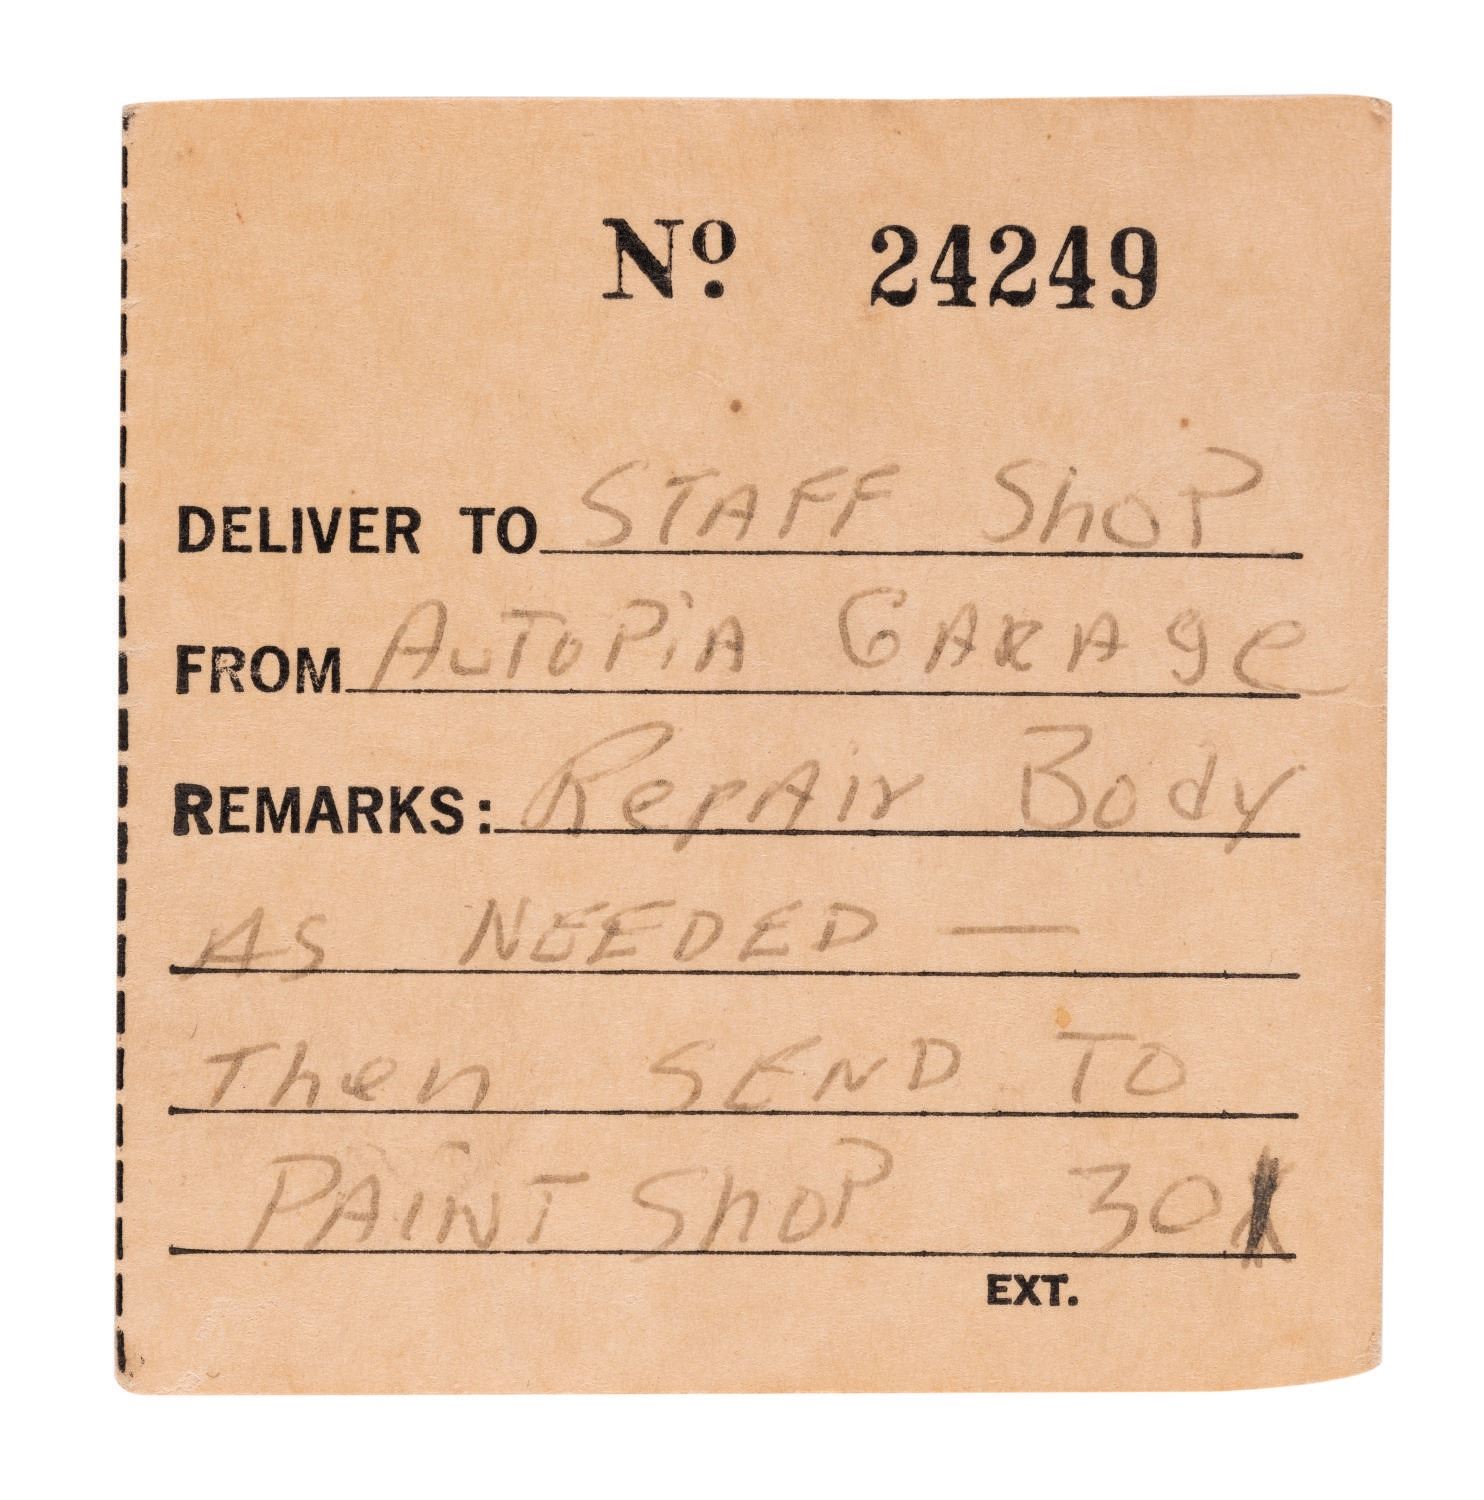 Nº 24249
DELIVER TO STAFF ShoP
FROM AuToPiA GARAge
REMARKS: RepAir Body
AS NEEDED —
Then SEND TO
PAiNT ShoP 301
EXT.